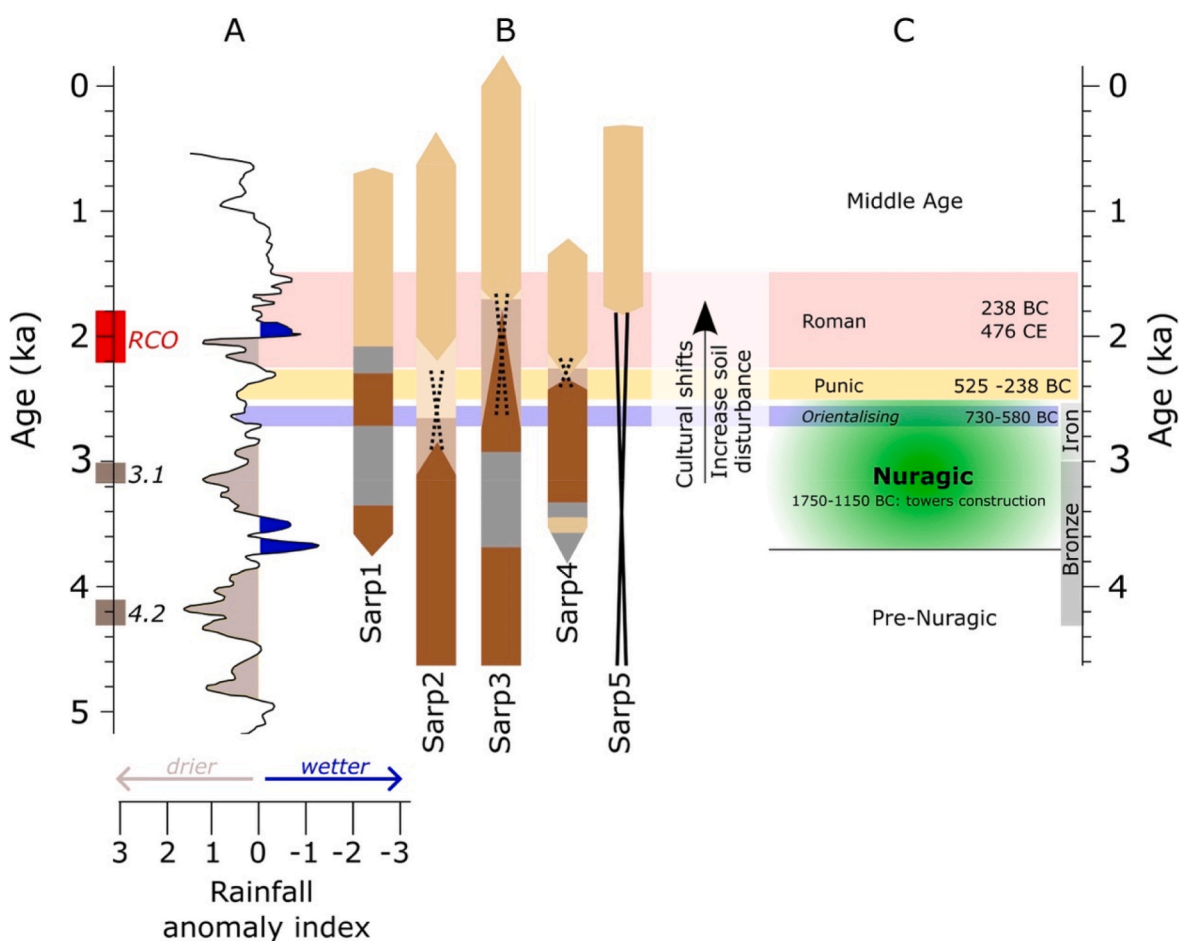 A
B
C
0
1
2
3
4
5
Age (ka)
RCO
3.1
4.2
Sarp1
Sarp2
Sarp3
Sarp4
Sarp5
Cultural shifts
Increase soil
disturbance
Middle Age
Roman
238 BC
476 CE
Punic
525 -238 BC
Orientalising
730-580 BC
Nuragic
1750-1150 BC: towers construction
Pre-Nuragic
Iron
Bronze
0
1
2
3
4
Age (ka)
drier
wetter
3 2 1 0 -1 -2 -3
Rainfall
anomaly index